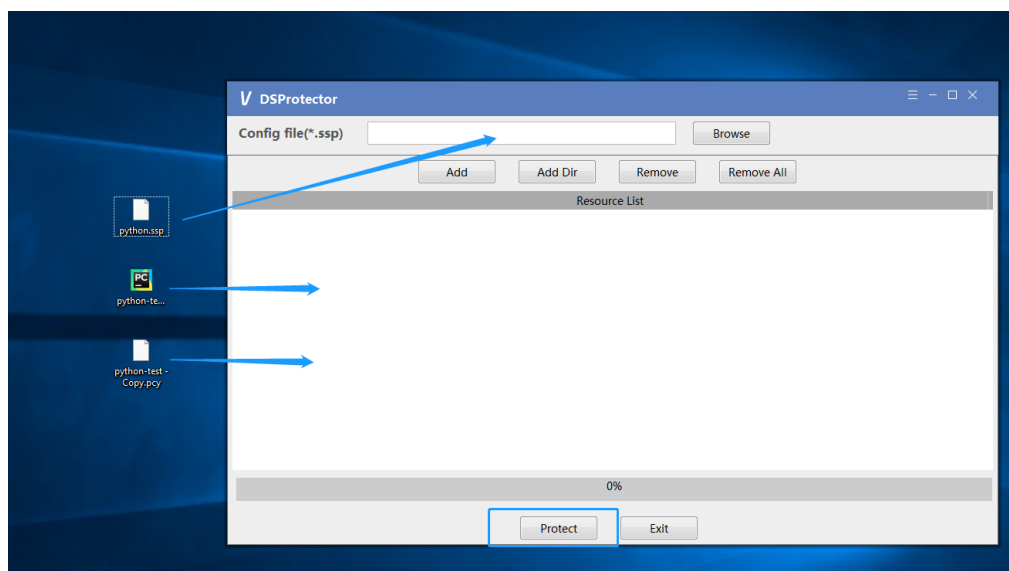 V DSProtector
Config file(*.ssp)
Browse
Add
Add Dir
Remove
Remove All
Resource List
python.ssp
PC
python-te...
python-test -
Copy.pcy
0%
Protect
Exit